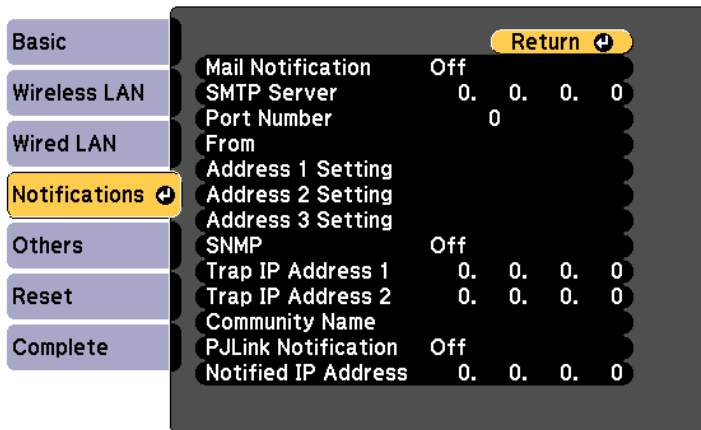 Basic
Wireless LAN
Wired LAN
Notifications
Others
Reset
Complete
Return
Mail Notification Off
SMTP Server 0. 0. 0. 0
Port Number 0
From
Address 1 Setting
Address 2 Setting
Address 3 Setting
SNMP Off
Trap IP Address 1 0. 0. 0. 0
Trap IP Address 2 0. 0. 0. 0
Community Name
PJLink Notification Off
Notified IP Address 0. 0. 0. 0